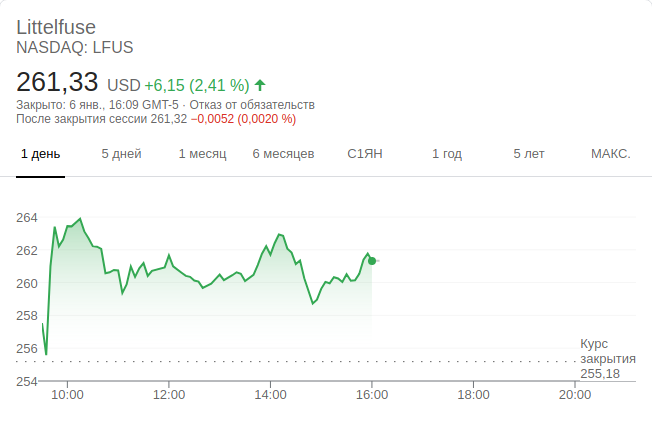 Littelfuse
NASDAQ: LFUS
261,33 USD +6,15 (2,41 %)
Закрыто: 6 янв., 16:09 GMT-5 · Отказ от обязательств
После закрытия сессии 261,32 −0,0052 (0,0020 %)
1 день 5 дней 1 месяц 6 месяцев С1ЯН 1 год 5 лет МАКС.
264
262
260
258
256
254
Курс
закрытия
255,18
10:00 12:00 14:00 16:00 18:00 20:00